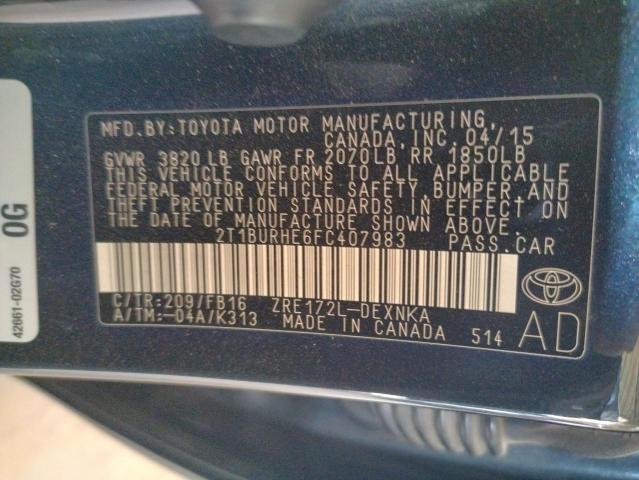 MFD.BY:TOYOTA MOTOR MANUFACTURING,
CANADA, INC. 04/15
GVWR 3820 LB GAWR FR 2070LB RR 1850LB
THIS VEHICLE CONFORMS TO ALL APPLICABLE
FEDERAL MOTOR VEHICLE SAFETY, BUMPER, AND
THEFT PREVENTION STANDARDS IN EFFECT ON
THE DATE OF MANUFACTURE SHOWN ABOVE.
2T1BURHE6FC407983 PASS.CAR
C/TR:209/FB16 ZRE172L-DEXNKA
A/TM:-04A/K313 MADE IN CANADA 514
AD
0G
42661-02G70